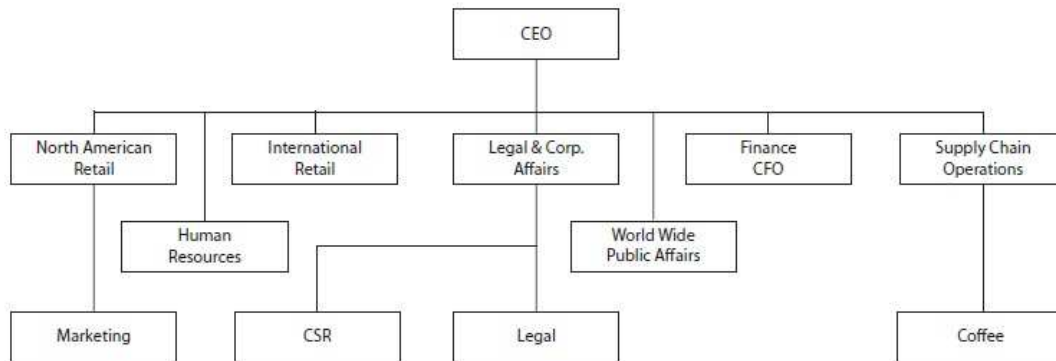 CEO
North American
Retail
International
Retail
Legal & Corp.
Affairs
Finance
CFO
Supply Chain
Operations
Human
Resources
World Wide
Public Affairs
Marketing
CSR
Legal
Coffee